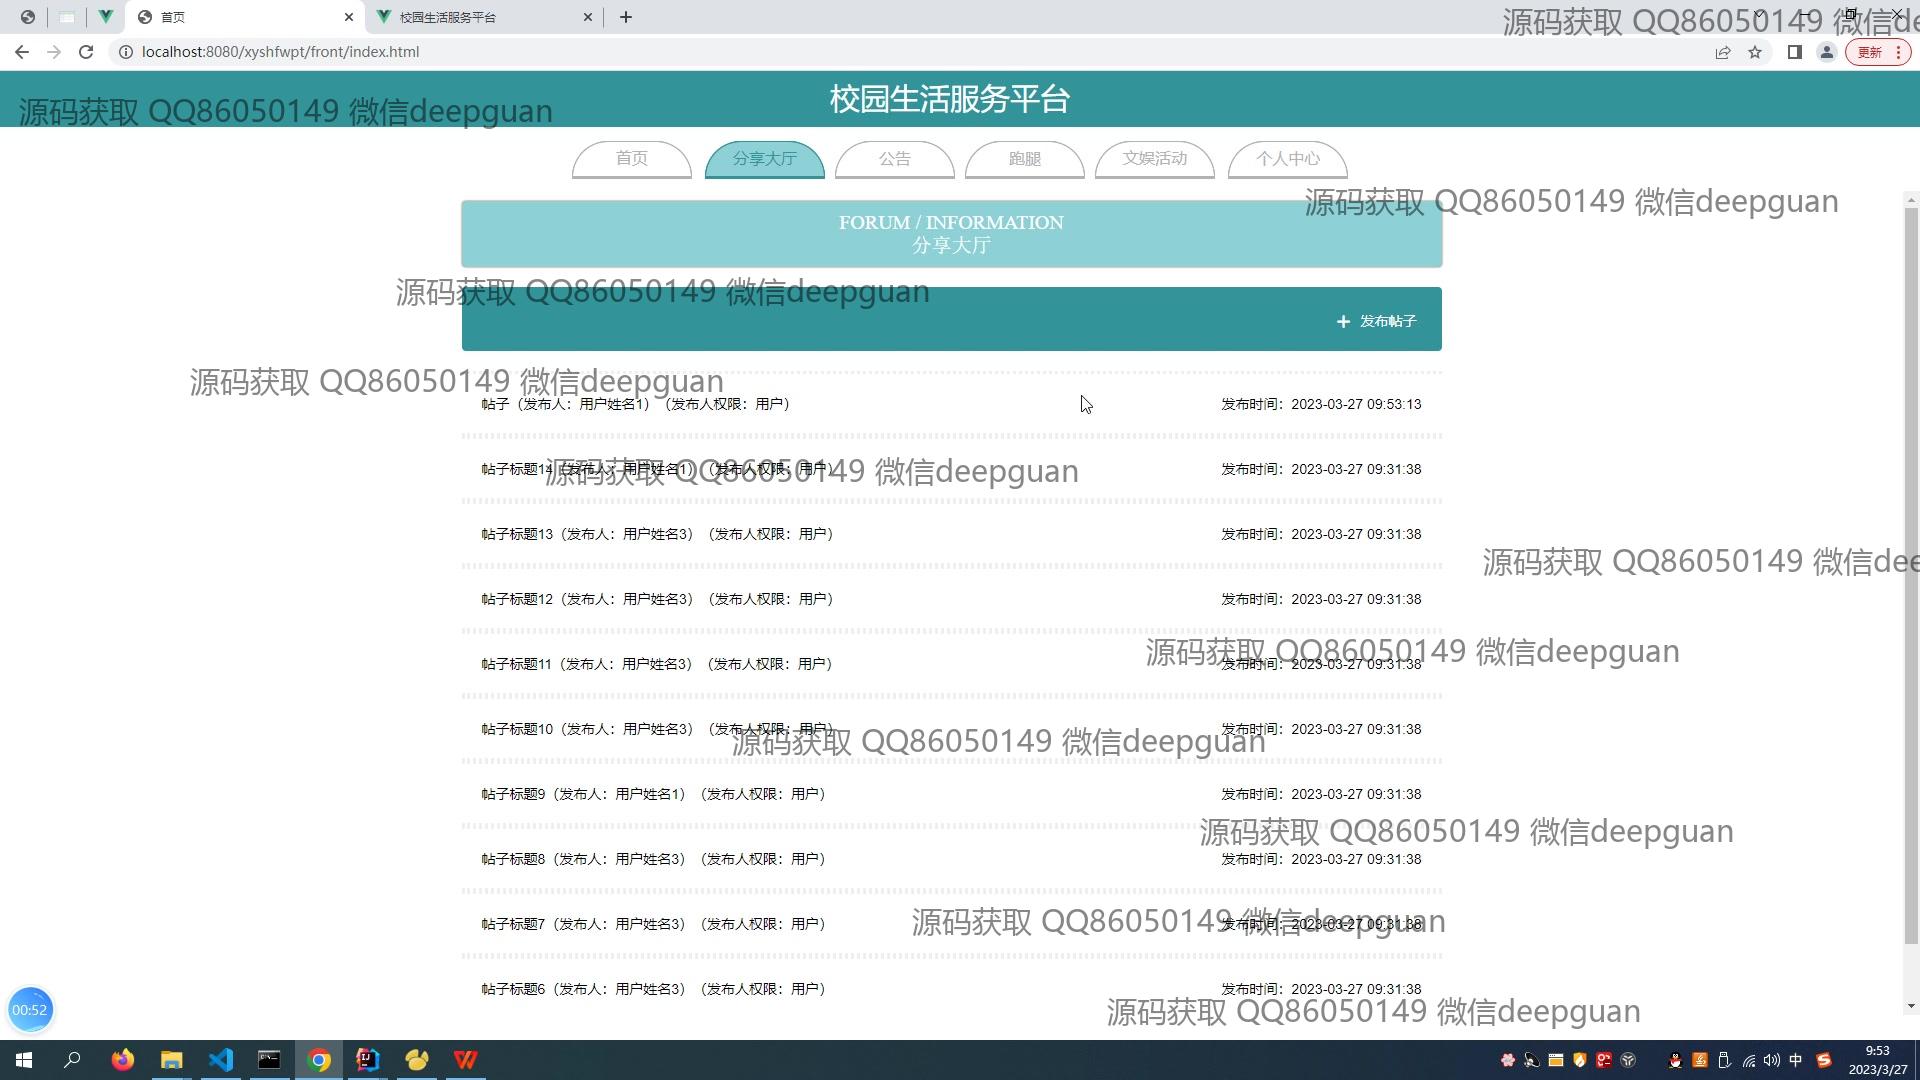 首页
校园生活服务平台
源码获取 QQ86050149 微信de
localhost:8080/xyshfwpt/front/index.html
更新
源码获取 QQ86050149 微信deepguan
校园生活服务平台
首页
分享大厅
公告
跑腿
文娱活动
个人中心
源码获取 QQ86050149 微信deepguan
FORUM / INFORMATION
分享大厅
源码获取 QQ86050149 微信deepguan
发布帖子
源码获取 QQ86050149 微信deepguan
帖子（发布人：用户姓名1）（发布人权限：用户） 发布时间：2023-03-27 09:53:13
帖子标题14（发布人：用户姓名1）（发布人权限：用户） 发布时间：2023-03-27 09:31:38
源码获取 QQ86050149 微信deepguan
帖子标题13（发布人：用户姓名3）（发布人权限：用户） 发布时间：2023-03-27 09:31:38
源码获取 QQ86050149 微信dee
帖子标题12（发布人：用户姓名3）（发布人权限：用户） 发布时间：2023-03-27 09:31:38
源码获取 QQ86050149 微信deepguan
帖子标题11（发布人：用户姓名3）（发布人权限：用户） 发布时间：2023-03-27 09:31:38
帖子标题10（发布人：用户姓名3）（发布人权限：用户） 发布时间：2023-03-27 09:31:38
源码获取 QQ86050149 微信deepguan
帖子标题9（发布人：用户姓名1）（发布人权限：用户） 发布时间：2023-03-27 09:31:38
源码获取 QQ86050149 微信deepguan
帖子标题8（发布人：用户姓名3）（发布人权限：用户） 发布时间：2023-03-27 09:31:38
帖子标题7（发布人：用户姓名3）（发布人权限：用户） 发布时间：2023-03-27 09:31:38
源码获取 QQ86050149 微信deepguan
帖子标题6（发布人：用户姓名3）（发布人权限：用户） 发布时间：2023-03-27 09:31:38
源码获取 QQ86050149 微信deepguan
00:52
中
9:53
2023/3/27